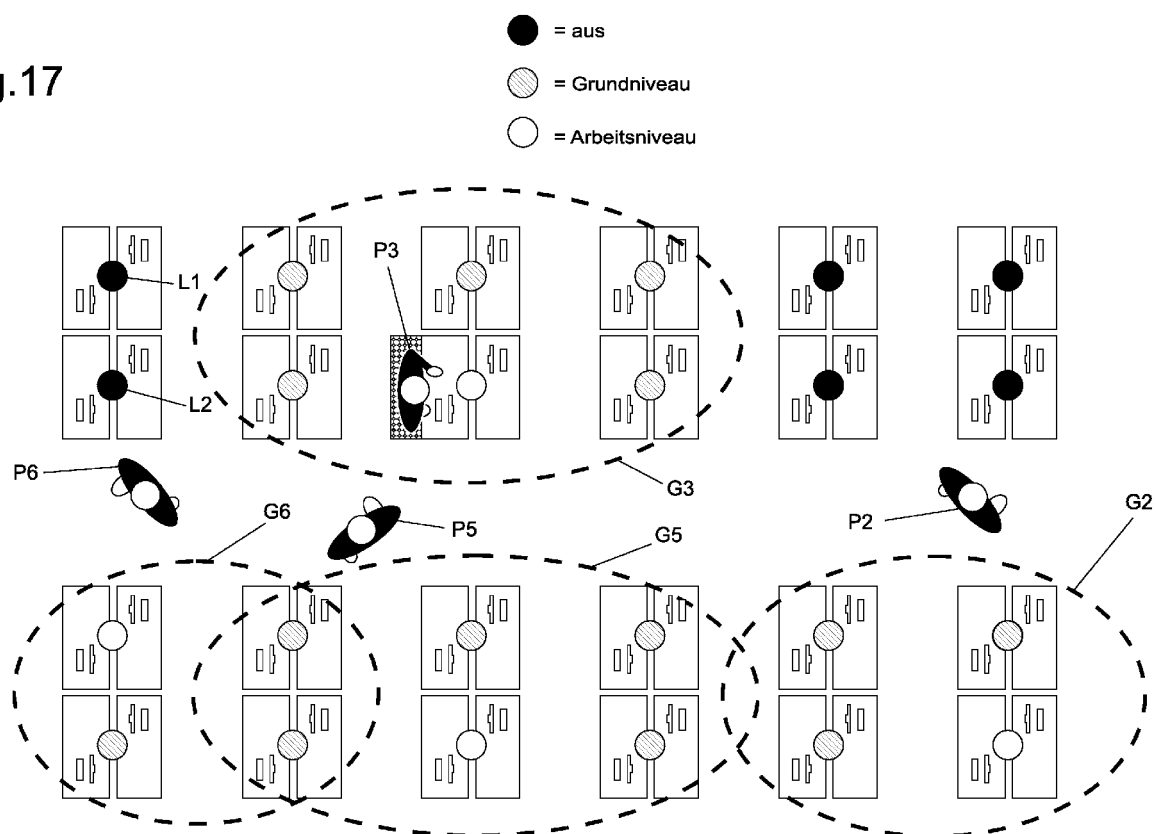 g.17
= aus
= Grundniveau
= Arbeitsniveau
P3
L1
L2
P6
G3
G6
P5
G5
P2
G2